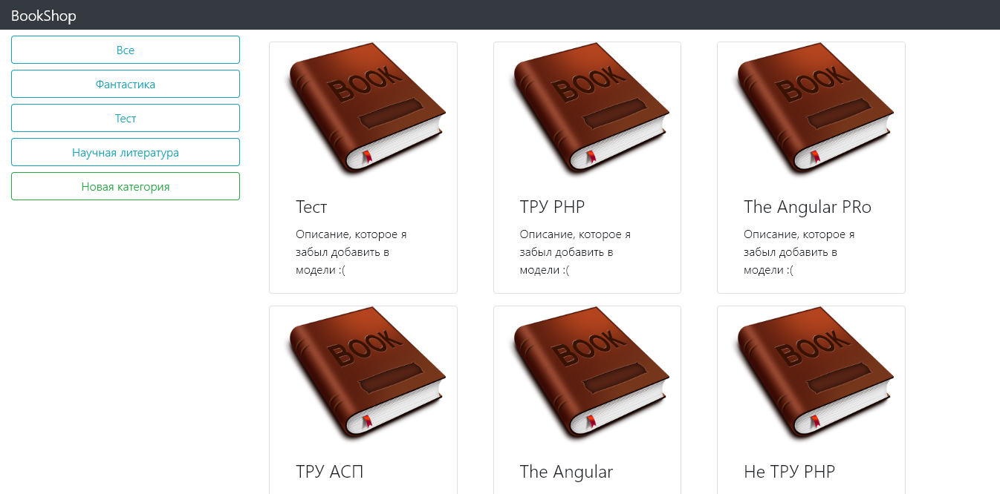 BookShop
Все
Фантастика
Тест
Научная литература
Новая категория
BOOK
Тест
Описание, которое я
забыл добавить в
модели :(
BOOK
ТРУ PHP
Описание, которое я
забыл добавить в
модели :(
BOOK
The Angular PRo
Описание, которое я
забыл добавить в
модели :(
BOOK
ТРУ АСП
BOOK
The Angular
BOOK
Не ТРУ PHP